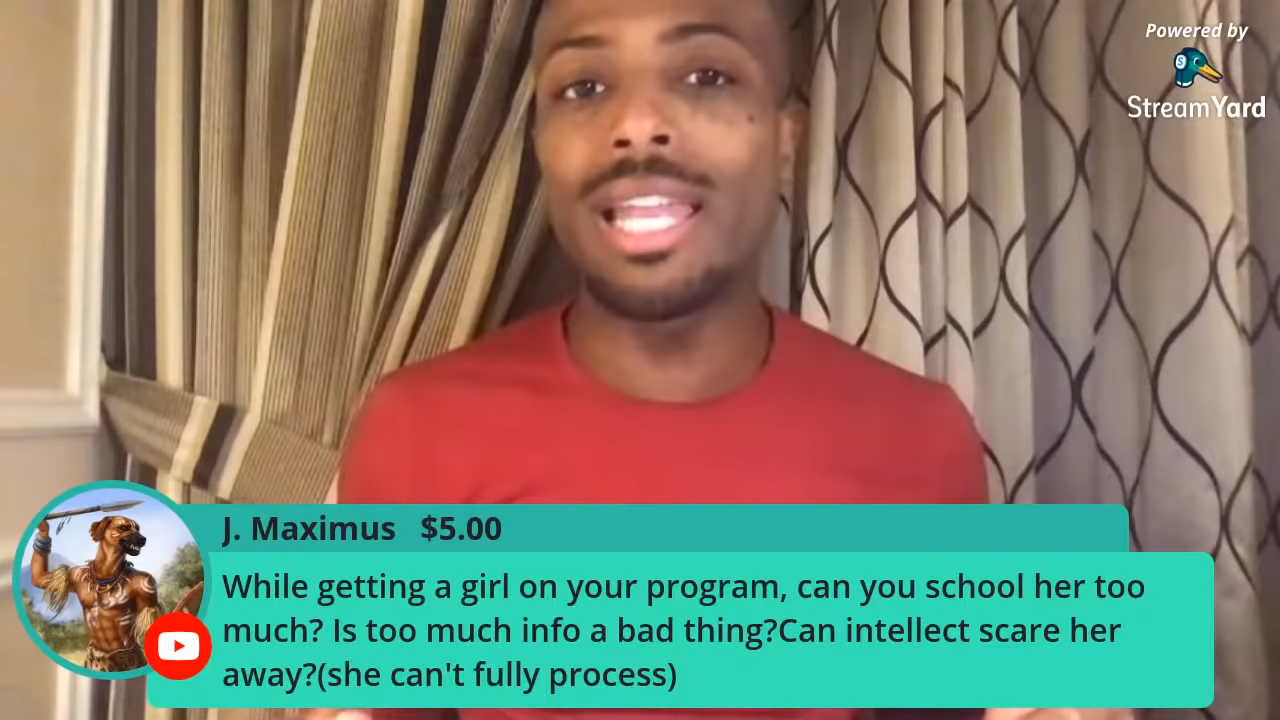 Powered by
StreamYard
J. Maximus $5.00
While getting a girl on your program, can you school her too
much? Is too much info a bad thing?Can intellect scare her
away?(she can't fully process)